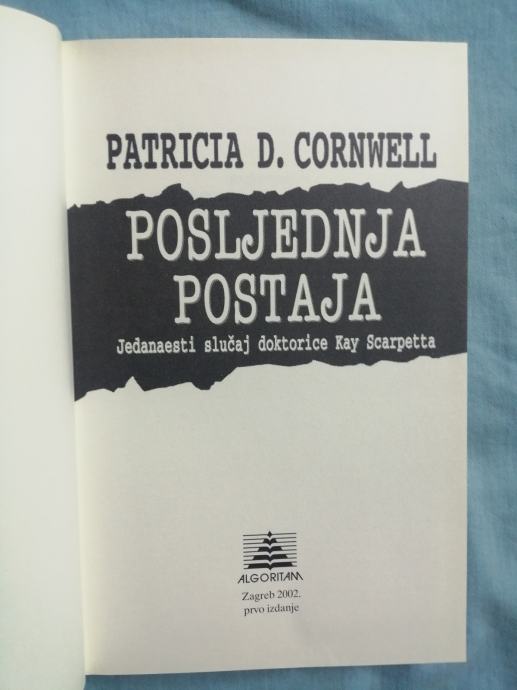 PATRICIA D. CORNWELL
POSLJEDNJA
POSTAJA
Jedanaesti slučaj doktorice Kay Scarpetta
ALGORITAM
Zagreb 2002.
prvo izdanje